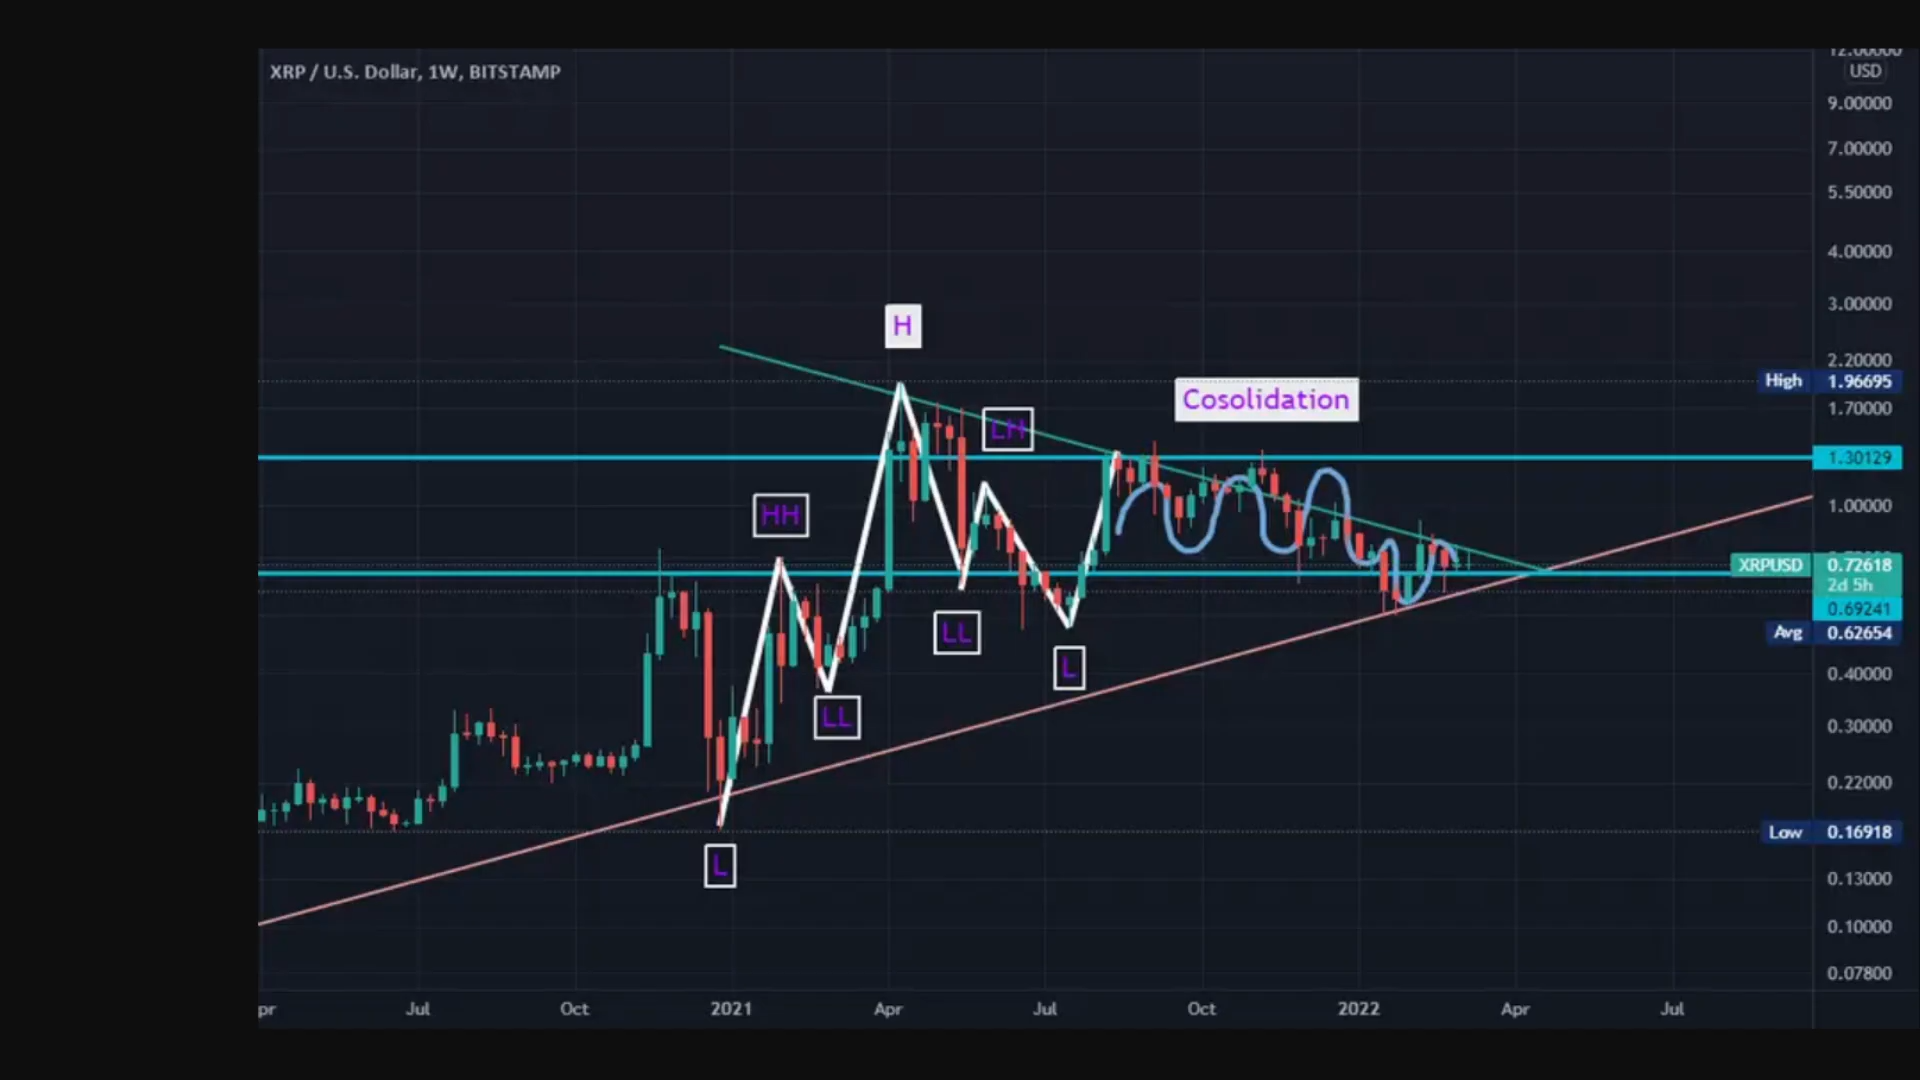 XRP / U.S. Dollar, 1W, BITSTAMP
12.00000
USD
9.00000
7.00000
5.50000
4.00000
3.00000
2.20000
High 1.96695
1.70000
1.30129
1.00000
XRPUSD 0.72618
2d 5h
0.69241
Avg 0.62654
0.40000
0.30000
0.22000
Low 0.16918
0.13000
0.10000
0.07800
H
Cosolidation
LH
HH
LL
L
LL
L
pr Jul Oct 2021 Apr Jul Oct 2022 Apr Jul